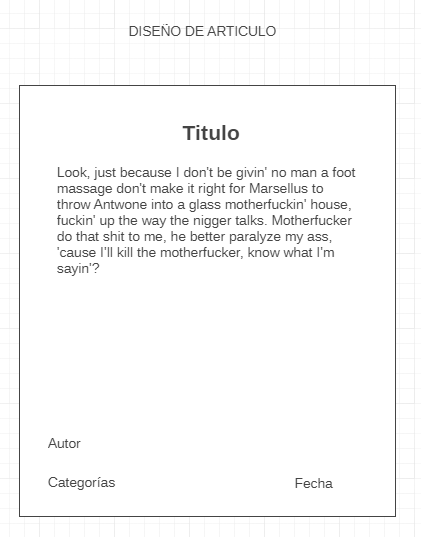 DISEÑO DE ARTICULO
Titulo
Look, just because I don't be givin' no man a foot
massage don't make it right for Marsellus to
throw Antwone into a glass motherfuckin' house,
fuckin' up the way the nigger talks. Motherfucker
do that shit to me, he better paralyze my ass,
'cause I'll kill the motherfucker, know what I'm
sayin'?
Autor
Categorías
Fecha